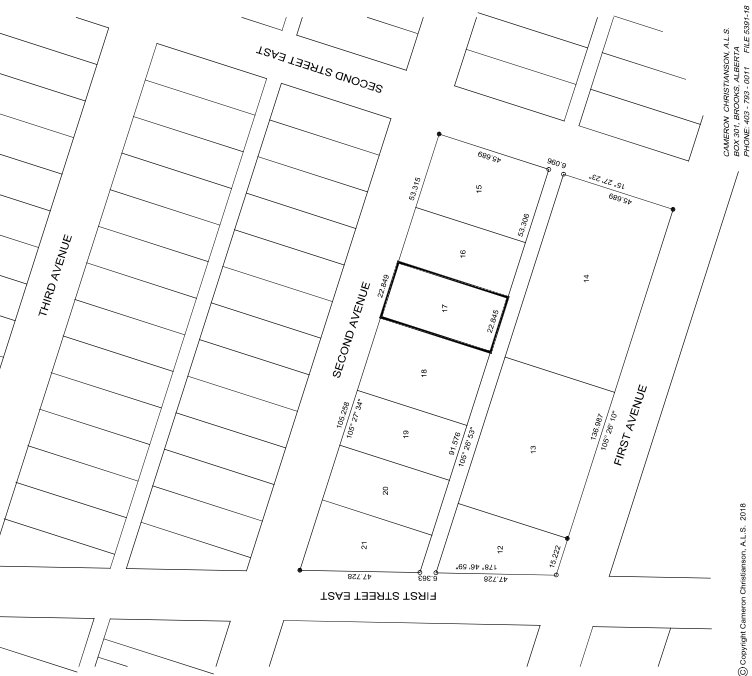 SECOND STREET EAST
THIRD AVENUE
SECOND AVENUE
FIRST AVENUE
FIRST STREET EAST
45.689
6.096
15° 27' 23"
45.689
53.315
53.306
15
16
22.849
17
22.845
14
18
105.258
105° 27' 34"
19
91.576
105° 26' 53"
13
136.987
105° 26' 10"
20
21
12
15.222
47.728
6.363
178° 46' 59"
47.728
CAMERON CHRISTIANSON, A.L.S.
BOX 301, BROOKS, ALBERTA
PHONE: 403 - 793 - 0011 FILE 5391-18
© Copyright Cameron Christianson, A.L.S. 2018